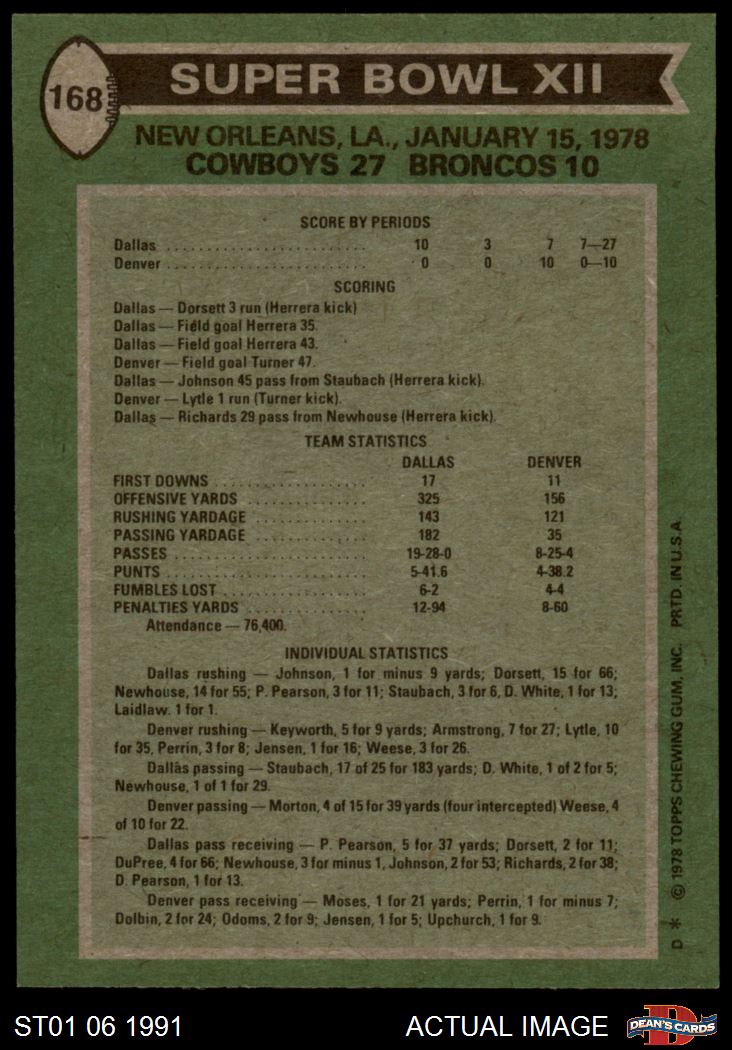 168
SUPER BOWL XII
NEW ORLEANS, LA., JANUARY 15, 1978
COWBOYS 27 BRONCOS 10
SCORE BY PERIODS
Dallas . . . . . . . . . . . . . . . . . . . . . . . 10 3 7 7—27
Denver . . . . . . . . . . . . . . . . . . . . . . . 0 0 10 0—10
SCORING
Dallas — Dorsett 3 run (Herrera kick)
Dallas — Field goal Herrera 35.
Dallas — Field goal Herrera 43.
Denver — Field goal Turner 47.
Dallas — Johnson 45 pass from Staubach (Herrera kick).
Denver — Lytle 1 run (Turner kick).
Dallas — Richards 29 pass from Newhouse (Herrera kick).
TEAM STATISTICS
DALLAS DENVER
FIRST DOWNS . . . . . . . . . . . . . . . . . 17 11
OFFENSIVE YARDS . . . . . . . . . . . . . 325 156
RUSHING YARDAGE . . . . . . . . . . . . 143 121
PASSING YARDAGE . . . . . . . . . . . . 182 35
PASSES . . . . . . . . . . . . . . . . . . . . . . 19-28-0 8-25-4
PUNTS . . . . . . . . . . . . . . . . . . . . . . . 5-41.6 4-38.2
FUMBLES LOST . . . . . . . . . . . . . . . . 6-2 4-4
PENALTIES YARDS . . . . . . . . . . . . . 12-94 8-60
Attendance — 76,400.
INDIVIDUAL STATISTICS
Dallas rushing — Johnson, 1 for minus 9 yards; Dorsett, 15 for 66;
Newhouse, 14 for 55; P. Pearson, 3 for 11; Staubach, 3 for 6, D. White, 1 for 13;
Laidlaw. 1 for 1.
Denver rushing — Keyworth, 5 for 9 yards; Armstrong, 7 for 27; Lytle, 10
for 35, Perrin, 3 for 8; Jensen, 1 for 16; Weese, 3 for 26.
Dallas passing — Staubach, 17 of 25 for 183 yards; D. White, 1 of 2 for 5;
Newhouse, 1 of 1 for 29.
Denver passing — Morton, 4 of 15 for 39 yards (four intercepted) Weese, 4
of 10 for 22.
Dallas pass receiving — P. Pearson, 5 for 37 yards; Dorsett, 2 for 11;
DuPree, 4 for 66; Newhouse, 3 for minus 1, Johnson, 2 for 53; Richards, 2 for 38;
D. Pearson, 1 for 13.
Denver pass receiving — Moses, 1 for 21 yards; Perrin, 1 for minus 7;
Dolbin, 2 for 24; Odoms, 2 for 9; Jensen, 1 for 5; Upchurch, 1 for 9.
D * © 1978 TOPPS CHEWING GUM, INC. PRTD. IN U.S.A.
ST01 06 1991 ACTUAL IMAGE
D
DEAN'S CARDS